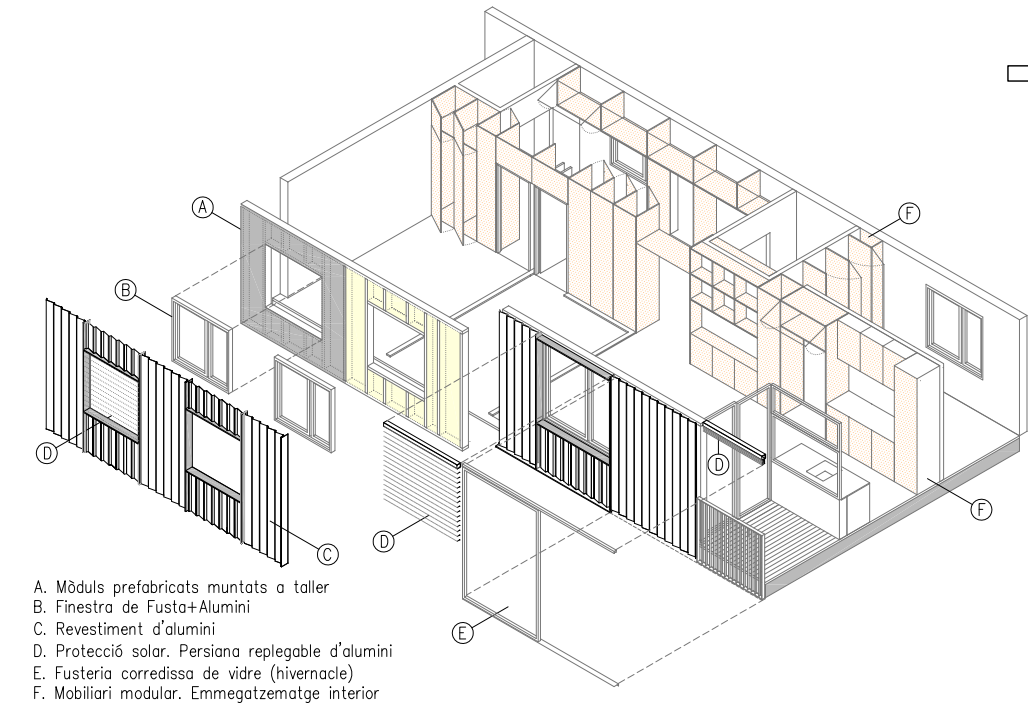 A
F
B
D
D
F
C
D
E
A. Mòduls prefabricats muntats a taller
B. Finestra de Fusta+Alumini
C. Revestiment d'alumini
D. Protecció solar. Persiana replegable d'alumini
E. Fusteria corredissa de vidre (hivernacle)
F. Mobiliari modular. Emmegatzematge interior